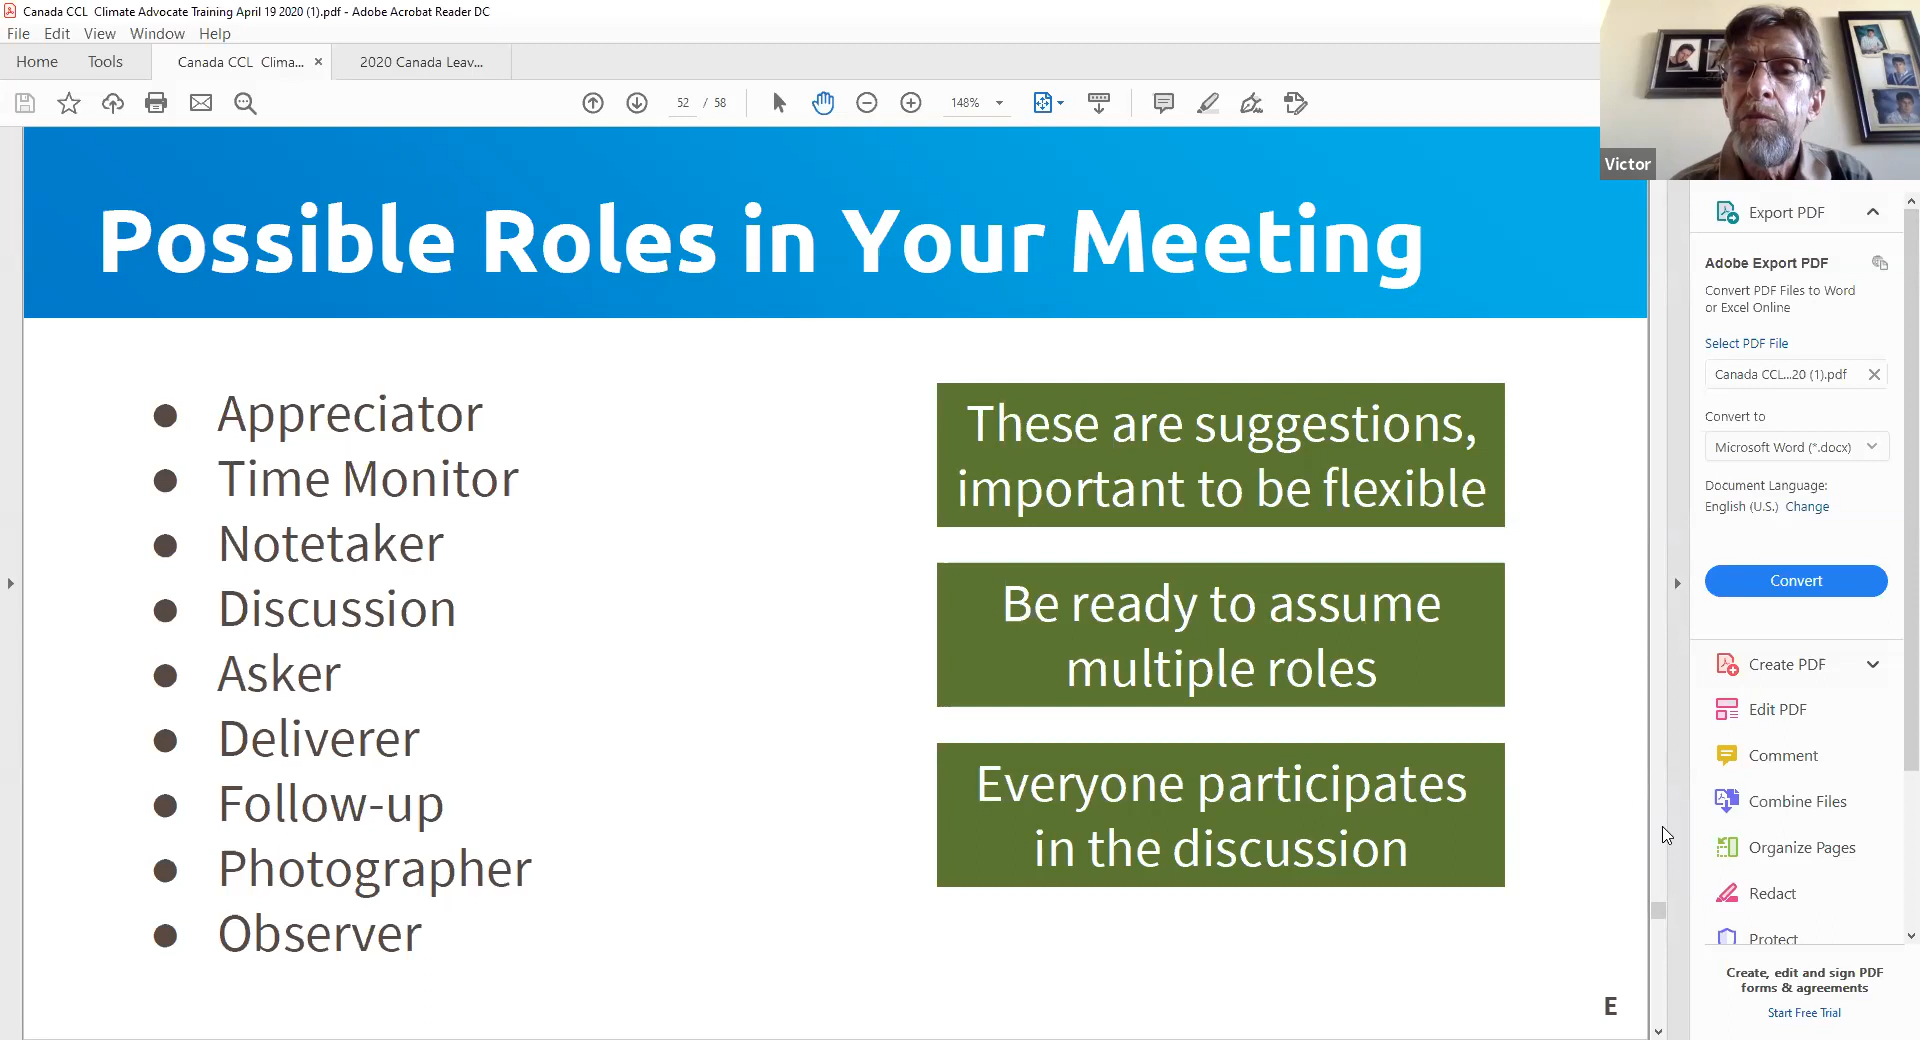 Canada CCL  Climate Advocate Training April 19 2020 (1).pdf - Adobe Acrobat Reader DC
File Edit View Window Help
Home Tools Canada CCL Clima... × 2020 Canada Leav...
52 / 58 148%
Victor
Possible Roles in Your Meeting
● Appreciator
● Time Monitor
● Notetaker
● Discussion
● Asker
● Deliverer
● Follow-up
● Photographer
● Observer
These are suggestions,
important to be flexible
Be ready to assume
multiple roles
Everyone participates
in the discussion
E
Export PDF
Adobe Export PDF
Convert PDF Files to Word
or Excel Online
Select PDF File
Canada CCL...20 (1).pdf
Convert to
Microsoft Word (*.docx)
Document Language:
English (U.S.) Change
Convert
Create PDF
Edit PDF
Comment
Combine Files
Organize Pages
Redact
Protect
Create, edit and sign PDF
forms & agreements
Start Free Trial